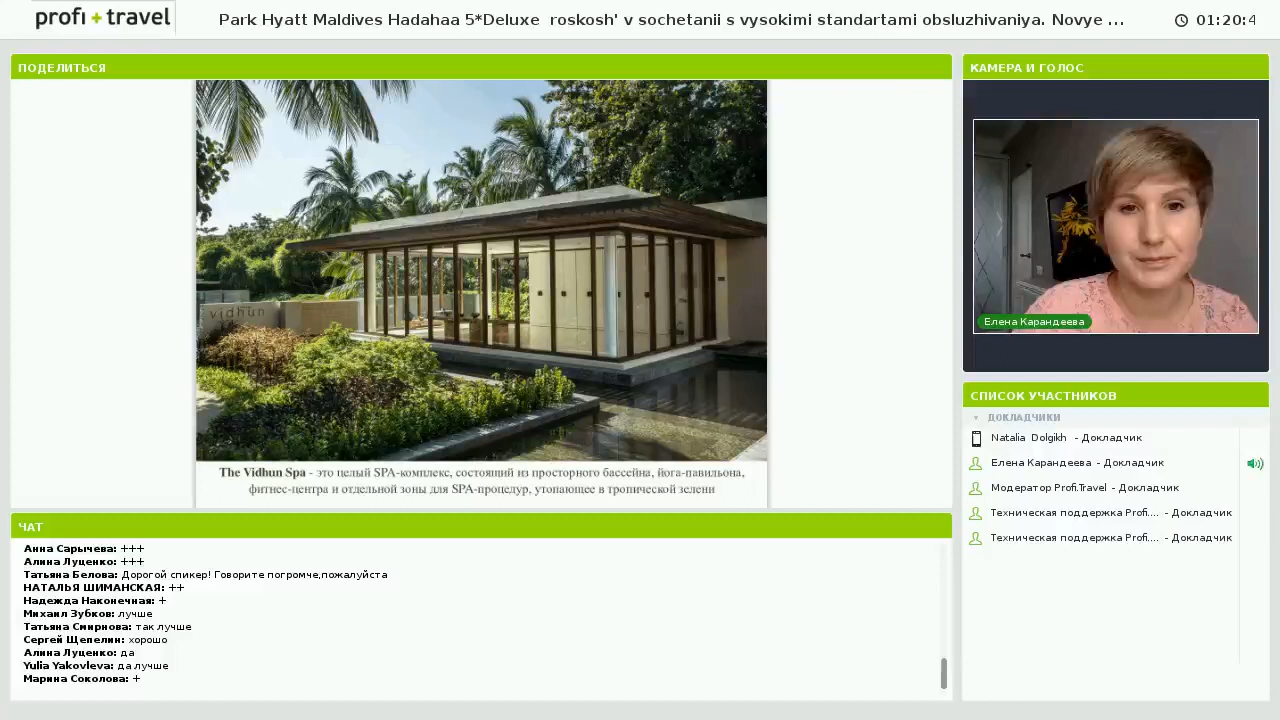 profi + travel
Park Hyatt Maldives Hadahaa 5*Deluxe roskosh' v sochetanii s vysokimi standartami obsluzhivaniya. Novye ...
01:20:4
ПОДЕЛИТЬСЯ
vidhun
The Vidhun Spa - это целый SPA-комплекс, состоящий из просторного бассейна, йога-павильона,
фитнес-центра и отдельной зоны для SPA-процедур, утопающее в тропической зелени
ЧАТ
Анна Сарычева: +++
Алина Луценко: +++
Татьяна Белова: Дорогой спикер! Говорите погромче,пожалуйста
НАТАЛЬЯ ШИМАНСКАЯ: ++
Надежда Наконечная: +
Михаил Зубков: лучше
Татьяна Смирнова: так лучше
Сергей Щепелин: хорошо
Алина Луценко: да
Yulia Yakovleva: да лучше
Марина Соколова: +
КАМЕРА И ГОЛОС
Елена Карандеева
СПИСОК УЧАСТНИКОВ
ДОКЛАДЧИКИ
Natalia Dolgikh - Докладчик
Елена Карандеева - Докладчик
Модератор Profi.Travel - Докладчик
Техническая поддержка Profi.... - Докладчик
Техническая поддержка Profi.... - Докладчик